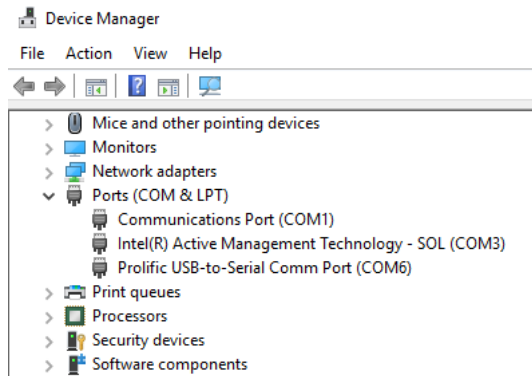 Device Manager
File Action View Help
Mice and other pointing devices
Monitors
Network adapters
Ports (COM & LPT)
Communications Port (COM1)
Intel(R) Active Management Technology - SOL (COM3)
Prolific USB-to-Serial Comm Port (COM6)
Print queues
Processors
Security devices
Software components